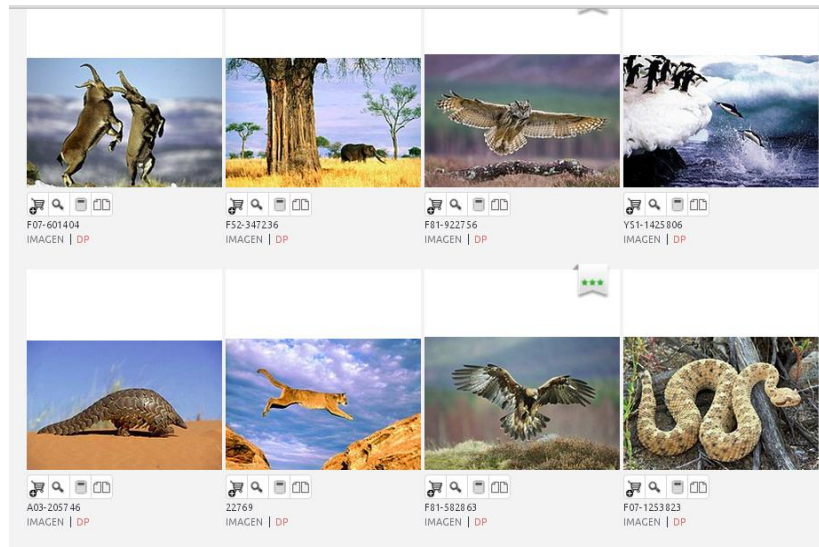 F07-601404
IMAGEN | DP
F52-347236
IMAGEN | DP
F81-922756
IMAGEN | DP
YS1-1425806
IMAGEN | DP
A03-205746
IMAGEN | DP
22769
IMAGEN | DP
F81-582863
IMAGEN | DP
F07-1253823
IMAGEN | DP